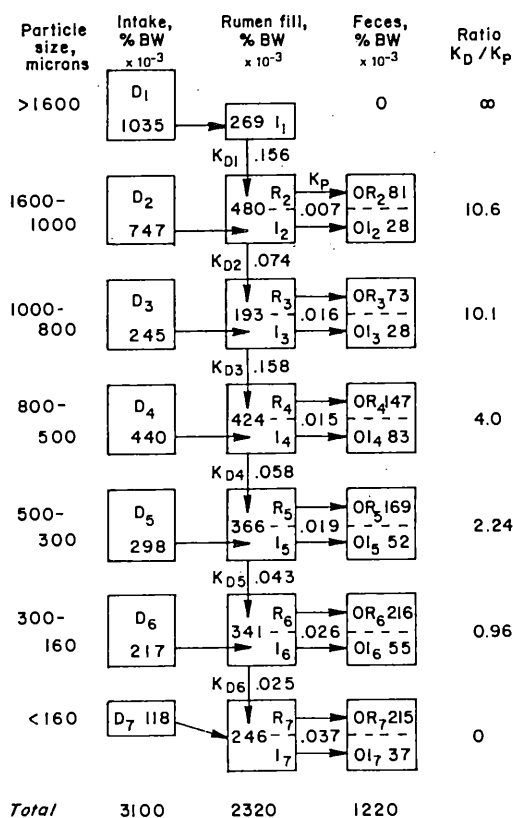 Particle size, microns
Intake, % BW x 10⁻³
Rumen fill, % BW x 10⁻³
Feces, % BW x 10⁻³
Ratio K_D/K_P
>1600
D₁
1035
269 I₁
0
∞
K_D1 .156
1600-1000
D₂
747
R₂
480
I₂
K_P
.007
OR₂ 81
OI₂ 28
10.6
K_D2 .074
1000-800
D₃
245
R₃
193
I₃
.016
OR₃ 73
OI₃ 28
10.1
K_D3 .158
800-500
D₄
440
R₄
424
I₄
.015
OR₄ 147
OI₄ 83
4.0
K_D4 .058
500-300
D₅
298
R₅
366
I₅
.019
OR₅ 169
OI₅ 52
2.24
K_D5 .043
300-160
D₆
217
R₆
341
I₆
.026
OR₆ 216
OI₆ 55
0.96
K_D6 .025
<160
D₇ 118
R₇
246
I₇
.037
OR₇ 215
OI₇ 37
0
Total 3100 2320 1220